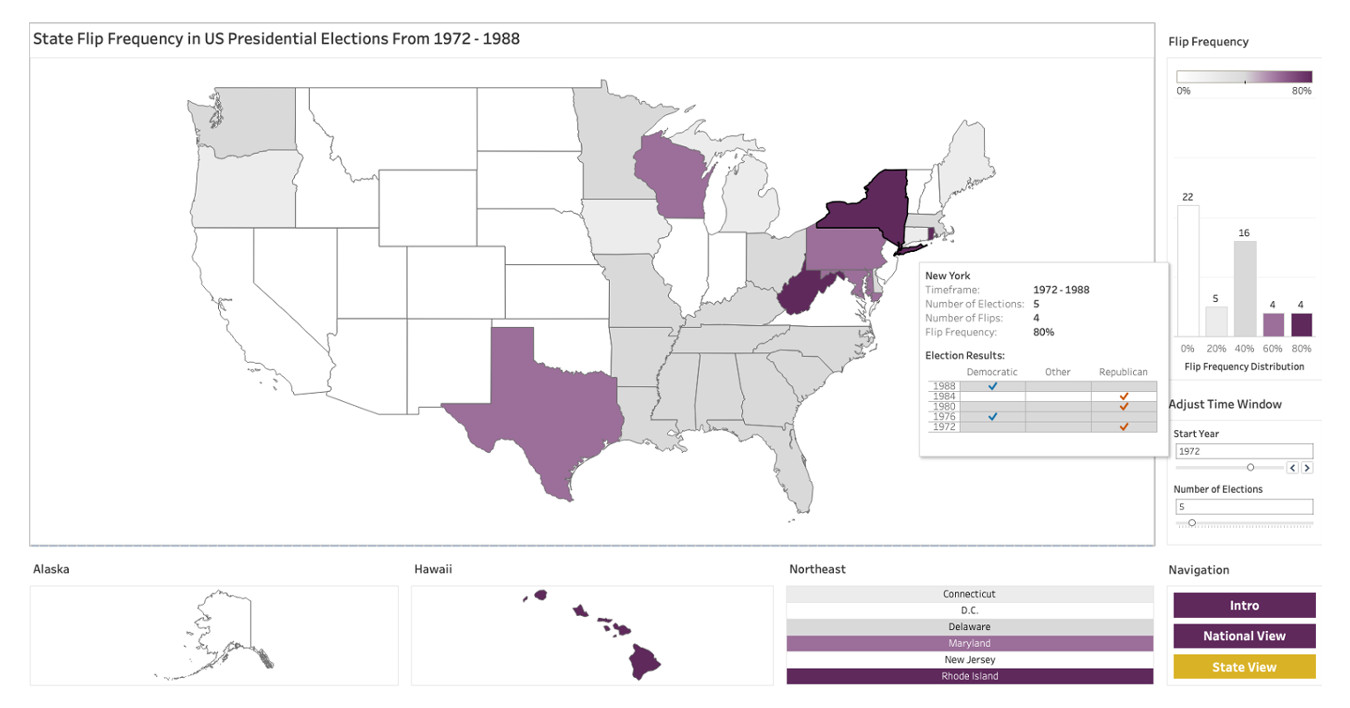 State Flip Frequency in US Presidential Elections From 1972 - 1988
Flip Frequency
0% 80%
New York
Timeframe: 1972 - 1988
Number of Elections: 5
Number of Flips: 4
Flip Frequency: 80%
Election Results:
Democratic Other Republican
1988 ✓
1984 ✓
1980 ✓
1976 ✓
1972 ✓
22
5
16
4
4
0% 20% 40% 60% 80%
Flip Frequency Distribution
Adjust Time Window
Start Year
1972
< >
Number of Elections
5
Alaska
Hawaii
Northeast
Connecticut
D.C.
Delaware
Maryland
New Jersey
Rhode Island
Navigation
Intro
National View
State View